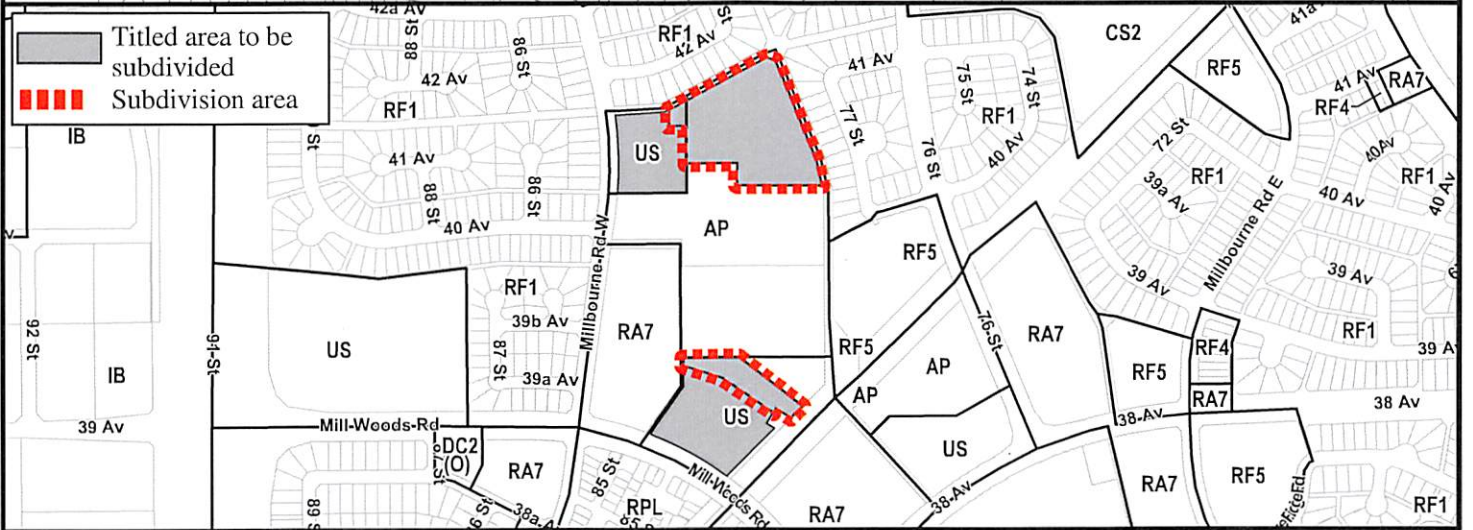 Titled area to be
subdivided
Subdivision area
42a Av
88 St
86 St
42 Av
RF1
St
RF1
42 Av
41 Av
77 St
75 St
74 St
RF1
40 Av
76 St
CS2
RF5
41a
41 Av
RA7
RF4
40 Av
RF1
40 Av
72 St
RF1
39a Av
40 Av
Millbourne Rd E
39 Av
39 Av
IB
St
41 Av
88 St
86 St
40 Av
US
AP
Millbourne-Rd-W
RF5
RF1
39b Av
87 St
39a Av
RA7
92 St
91-St
IB
US
RF5
76-St
AP
AP
US
RA7
RF5
RF4
RA7
RF1
39 A
38 Av
38-Av
39 Av
Mill-Woods-Rd
DC2
(O)
RA7
38a-A
89 S
85 St
RPL
US
Mill-Woods Rd
RA7
38-Av
RA7
RF5
RF1